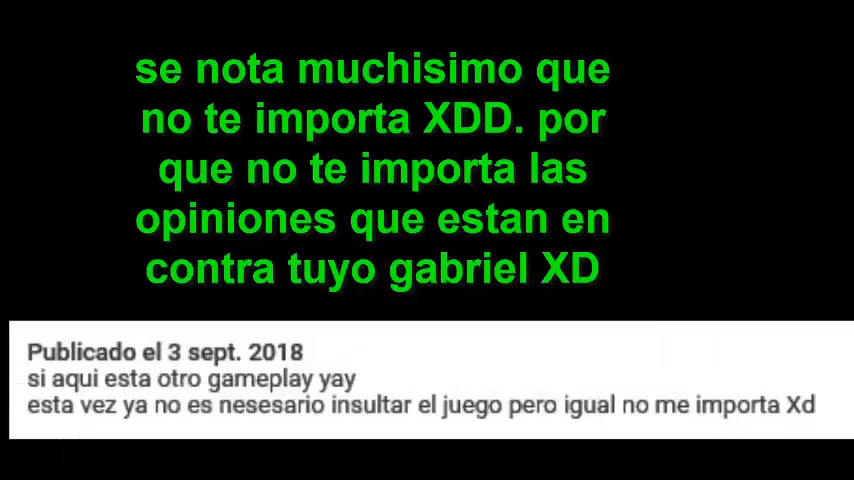 se nota muchisimo que
no te importa XDD. por
que no te importa las
opiniones que estan en
contra tuyo gabriel XD
Publicado el 3 sept. 2018
si aqui esta otro gameplay yay
esta vez ya no es nesesario insultar el juego pero igual no me importa Xd